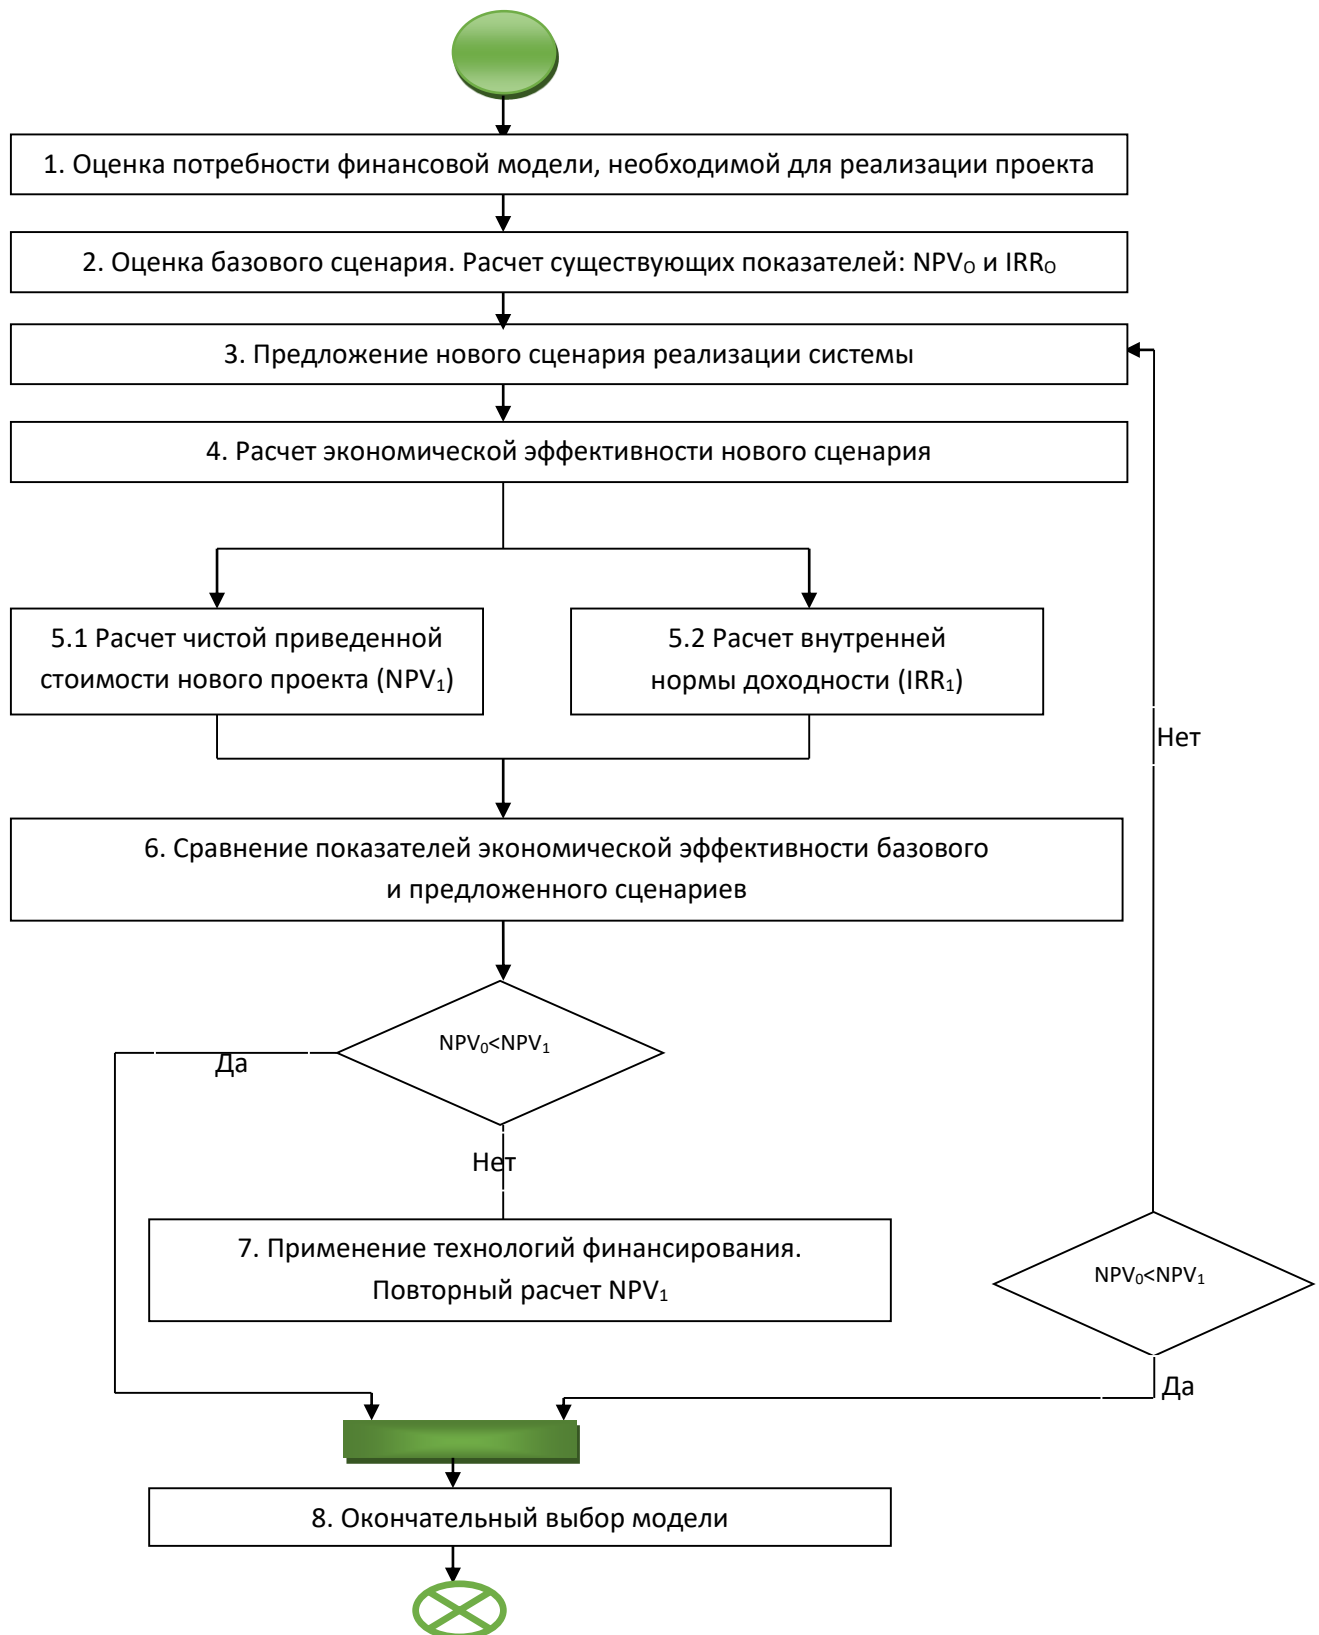 1. Оценка потребности финансовой модели, необходимой для реализации проекта
2. Оценка базового сценария. Расчет существующих показателей: NPVO и IRRO
3. Предложение нового сценария реализации системы
4. Расчет экономической эффективности нового сценария
5.1 Расчет чистой приведенной
стоимости нового проекта (NPV₁)
5.2 Расчет внутренней
нормы доходности (IRR₁)
Нет
6. Сравнение показателей экономической эффективности базового
и предложенного сценариев
NPV₀<NPV₁
Да
Нет
7. Применение технологий финансирования.
Повторный расчет NPV₁
NPV₀<NPV₁
Да
8. Окончательный выбор модели